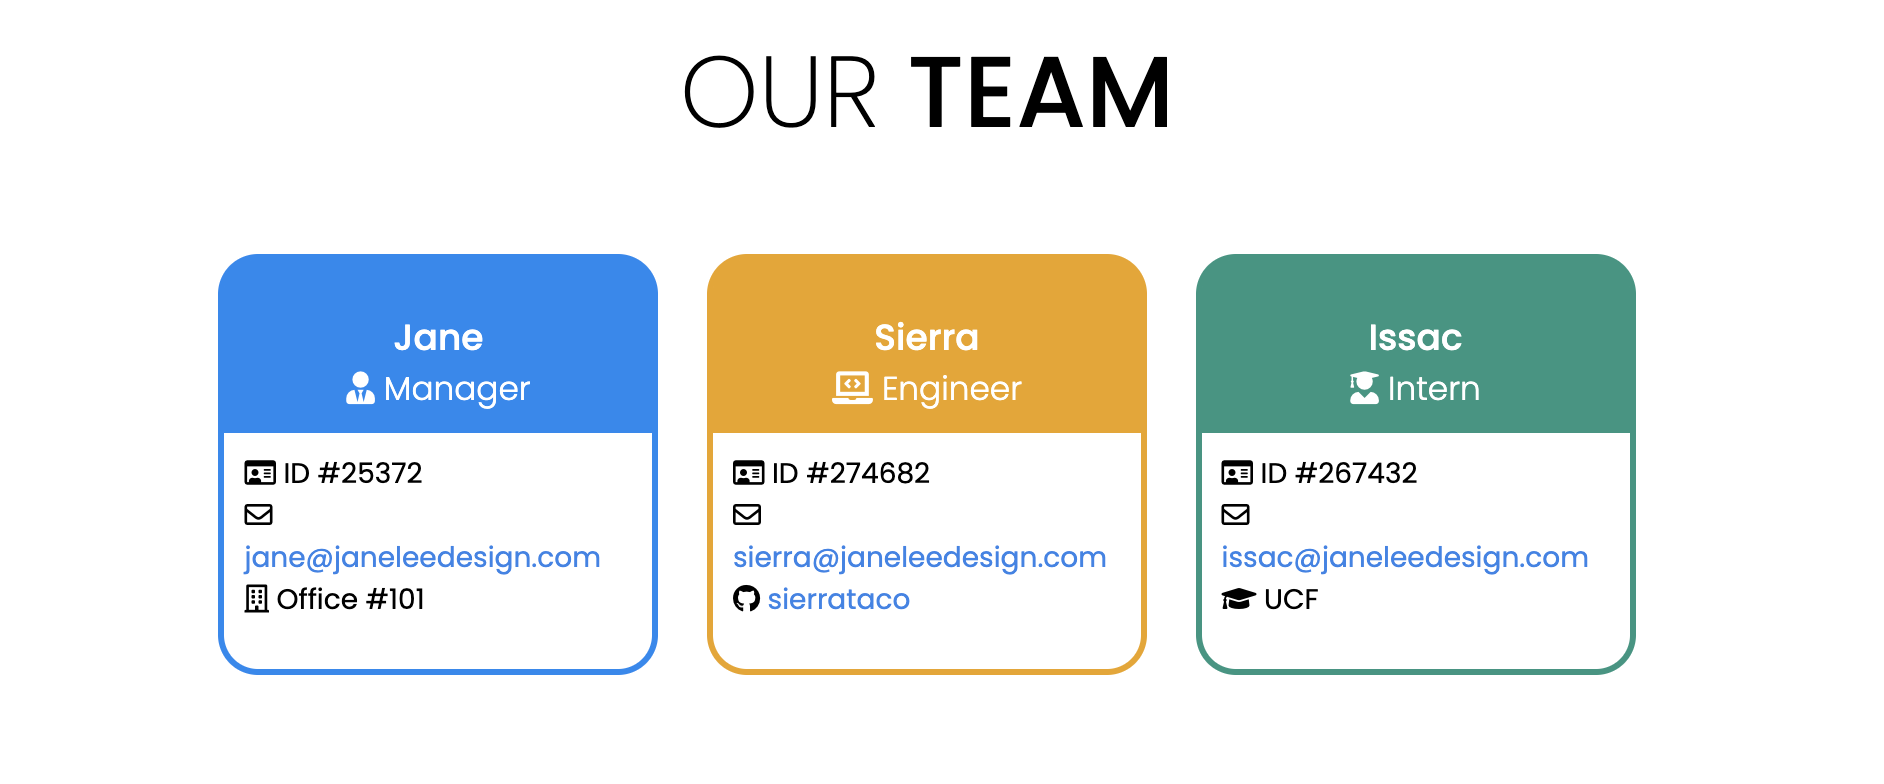 OUR TEAM
Jane
Manager
ID #25372
jane@janeleedesign.com
Office #101
Sierra
Engineer
ID #274682
sierra@janeleedesign.com
sierrataco
Issac
Intern
ID #267432
issac@janeleedesign.com
UCF